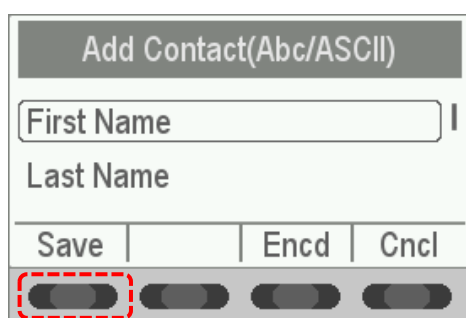 Add Contact(Abc/ASCII)
First Name
Last Name
Save Encd Cncl